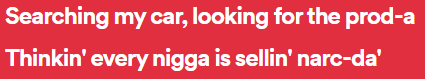 Searching my car, looking for the prod-a
Thinkin' every nigga is sellin' narc-da'